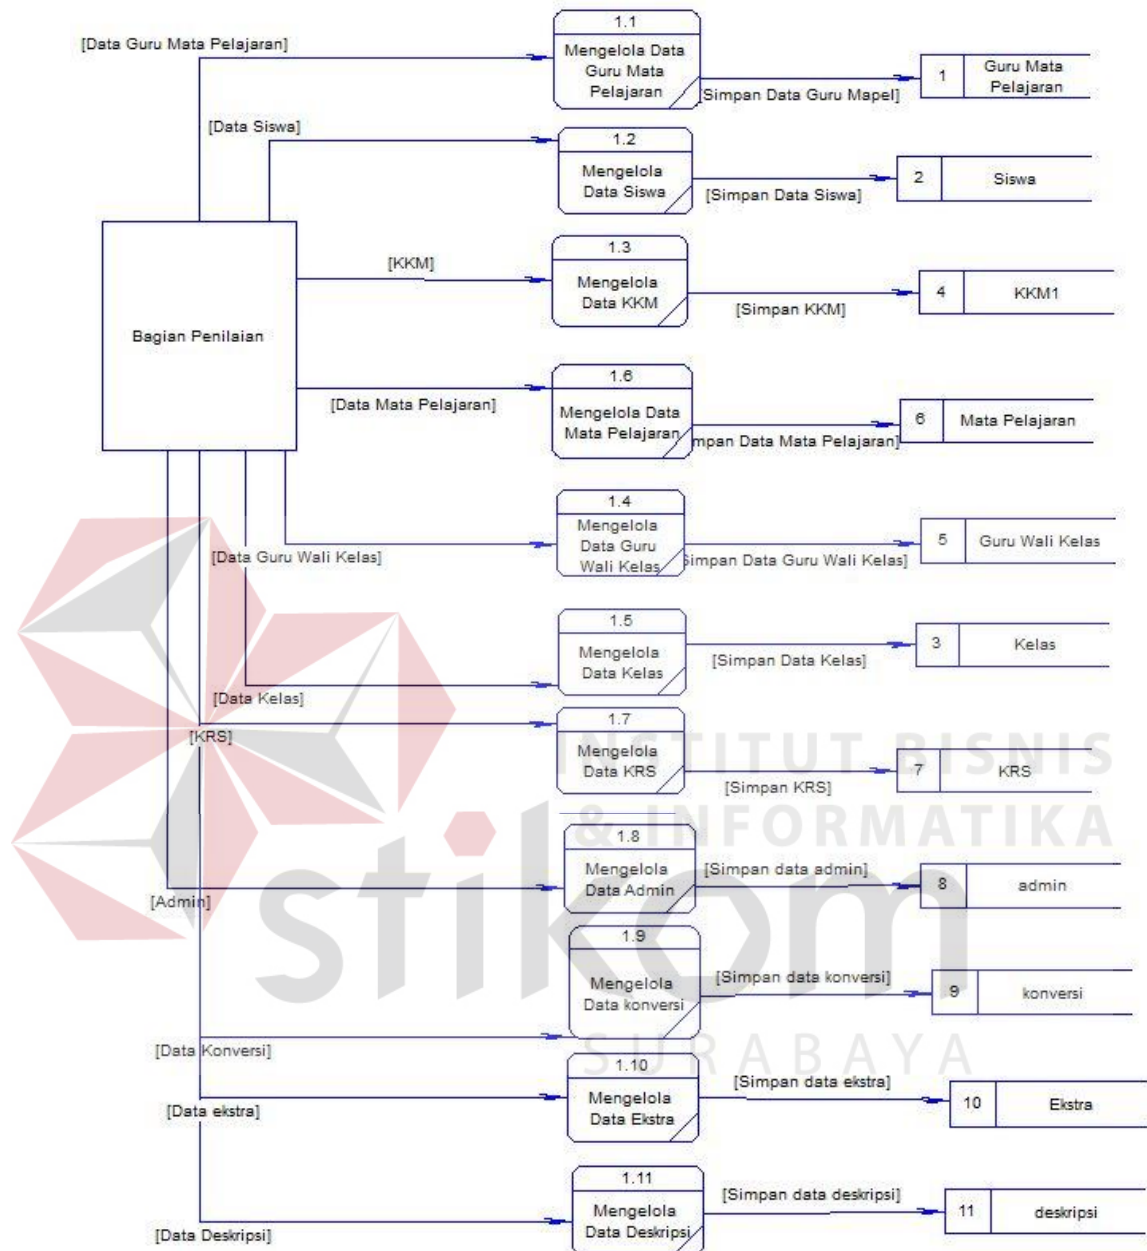 [Data Guru Mata Pelajaran]
1.1
Mengelola Data
Guru Mata
Pelajaran
[Simpan Data Guru Mapel]
1
Guru Mata
Pelajaran
[Data Siswa]
1.2
Mengelola
Data Siswa
[Simpan Data Siswa]
2
Siswa
Bagian Penilaian
[KKM]
1.3
Mengelola
Data KKM
[Simpan KKM]
4
KKM1
[Data Mata Pelajaran]
1.6
Mengelola Data
Mata Pelajaran
mpan Data Mata Pelajaran]
6
Mata Pelajaran
[Data Guru Wali Kelas]
1.4
Mengelola
Data Guru
Wali Kelas
Simpan Data Guru Wali Kelas]
5
Guru Wali Kelas
[Data Kelas]
1.5
Mengelola
Data Kelas
[Simpan Data Kelas]
3
Kelas
[KRS]
1.7
Mengelola
Data KRS
[Simpan KRS]
7
KRS
INSTITUT BISNIS
& INFORMATIKA
[Admin]
1.8
Mengelola
Data Admin
[Simpan data admin]
8
admin
stikom
[Data Konversi]
1.9
Mengelola
Data konversi
[Simpan data konversi]
9
konversi
SURABAYA
[Data ekstra]
1.10
Mengelola
Data Ekstra
[Simpan data ekstra]
10
Ekstra
[Data Deskripsi]
1.11
Mengelola
Data Deskripsi
[Simpan data deskripsi]
11
deskripsi